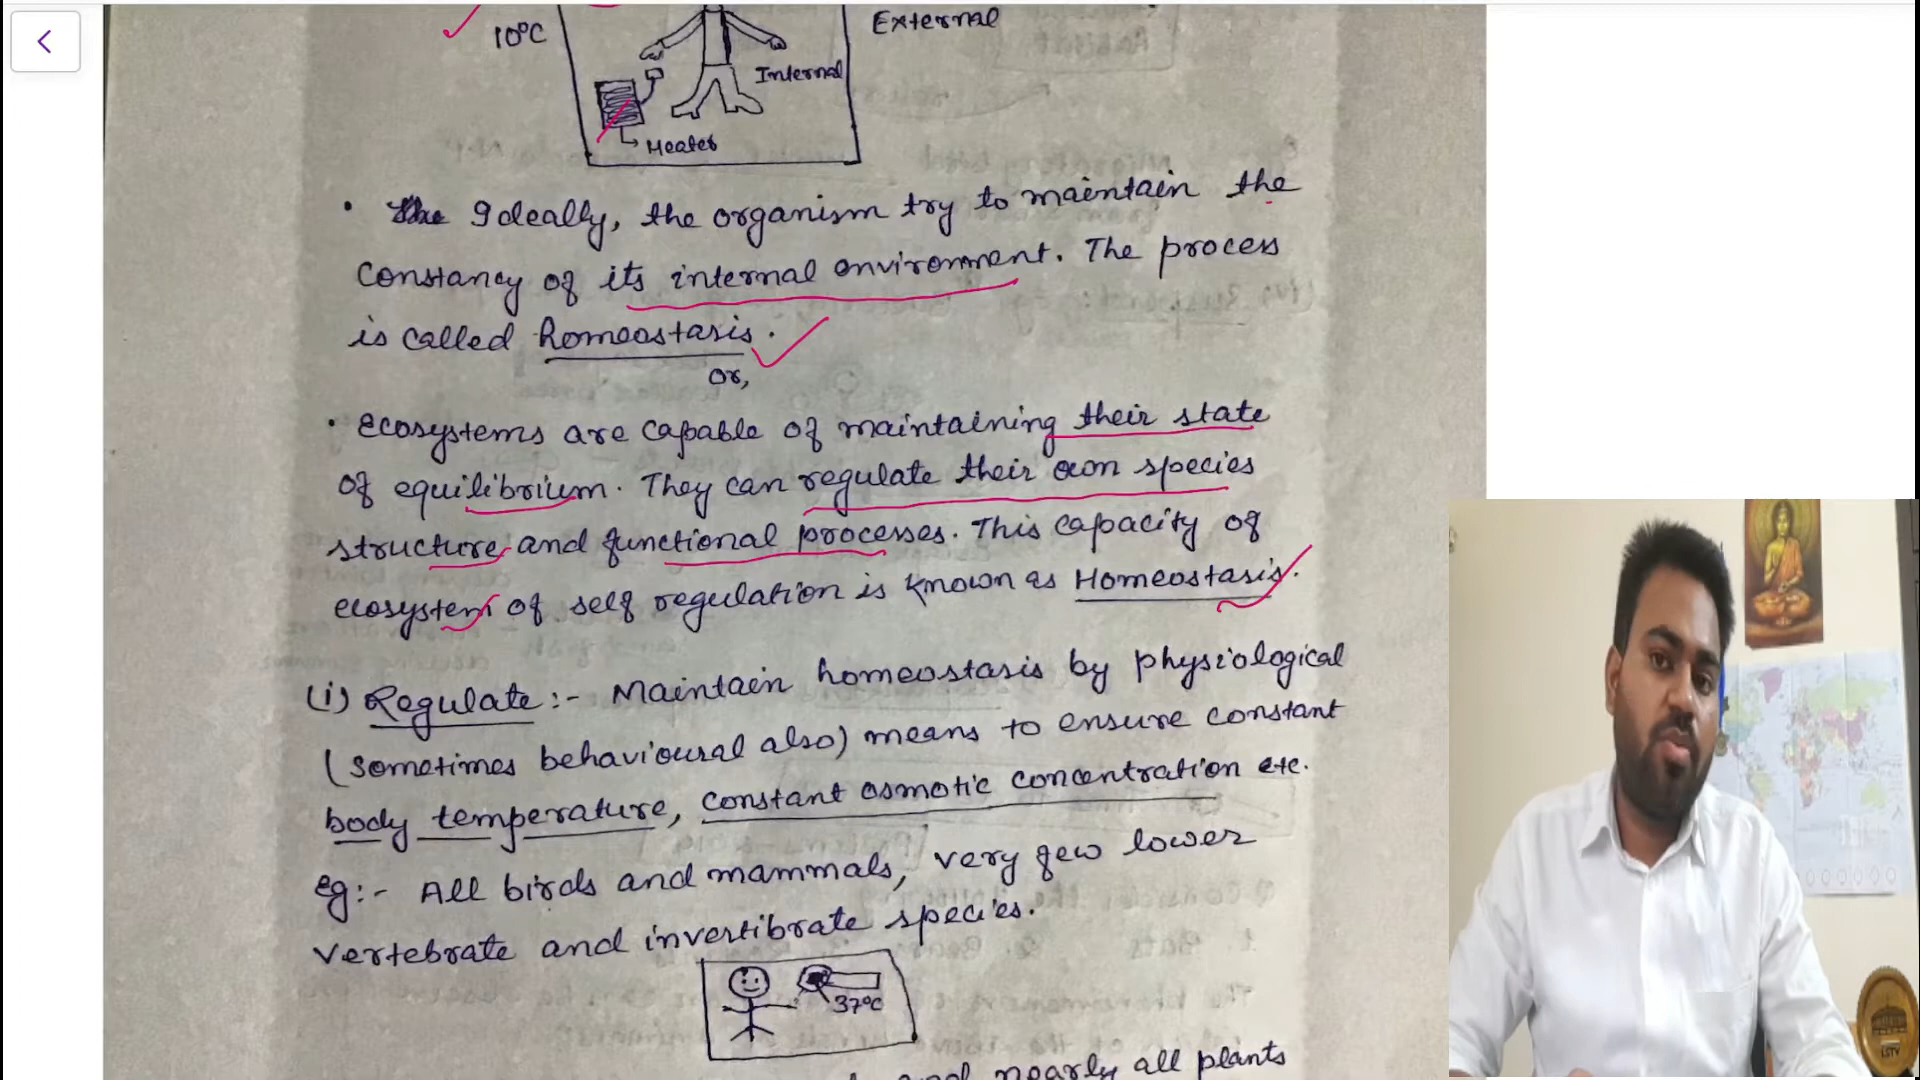 10°C
External
Internal
Heater
• Ideally, the organism try to maintain the
constancy of its internal environment. The process
is called homeostasis.
or,
• Ecosystems are capable of maintaining their state
of equilibrium. They can regulate their own species
structure and functional processes. This capacity of
ecosystem of self regulation is known as Homeostasis.
(i) Regulate:- Maintain homeostasis by physiological
(sometimes behavioural also) means to ensure constant
body temperature, constant osmotic concentration etc.
eg:- All birds and mammals, very few lower
vertebrate and invertibrate species.
37°C
nearly all plants
LSTV